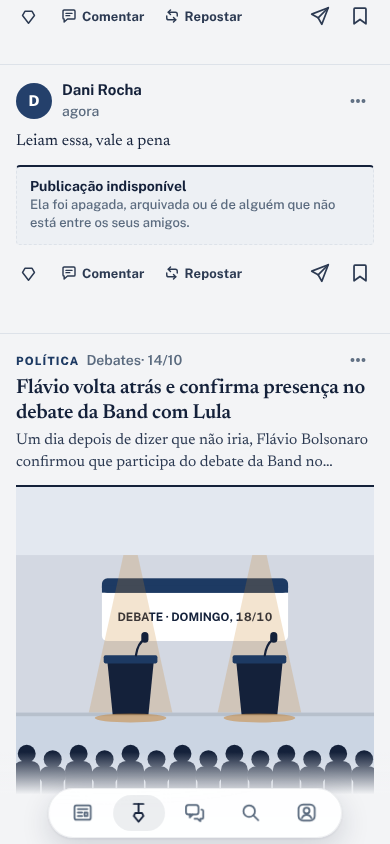 Comentar Repostar
D
Dani Rocha
agora
Leiam essa, vale a pena
Publicação indisponível
Ela foi apagada, arquivada ou é de alguém que não
está entre os seus amigos.
Comentar Repostar
POLÍTICA Debates· 14/10
Flávio volta atrás e confirma presença no
debate da Band com Lula
Um dia depois de dizer que não iria, Flávio Bolsonaro
confirmou que participa do debate da Band no...
DEBATE · DOMINGO, 18/10